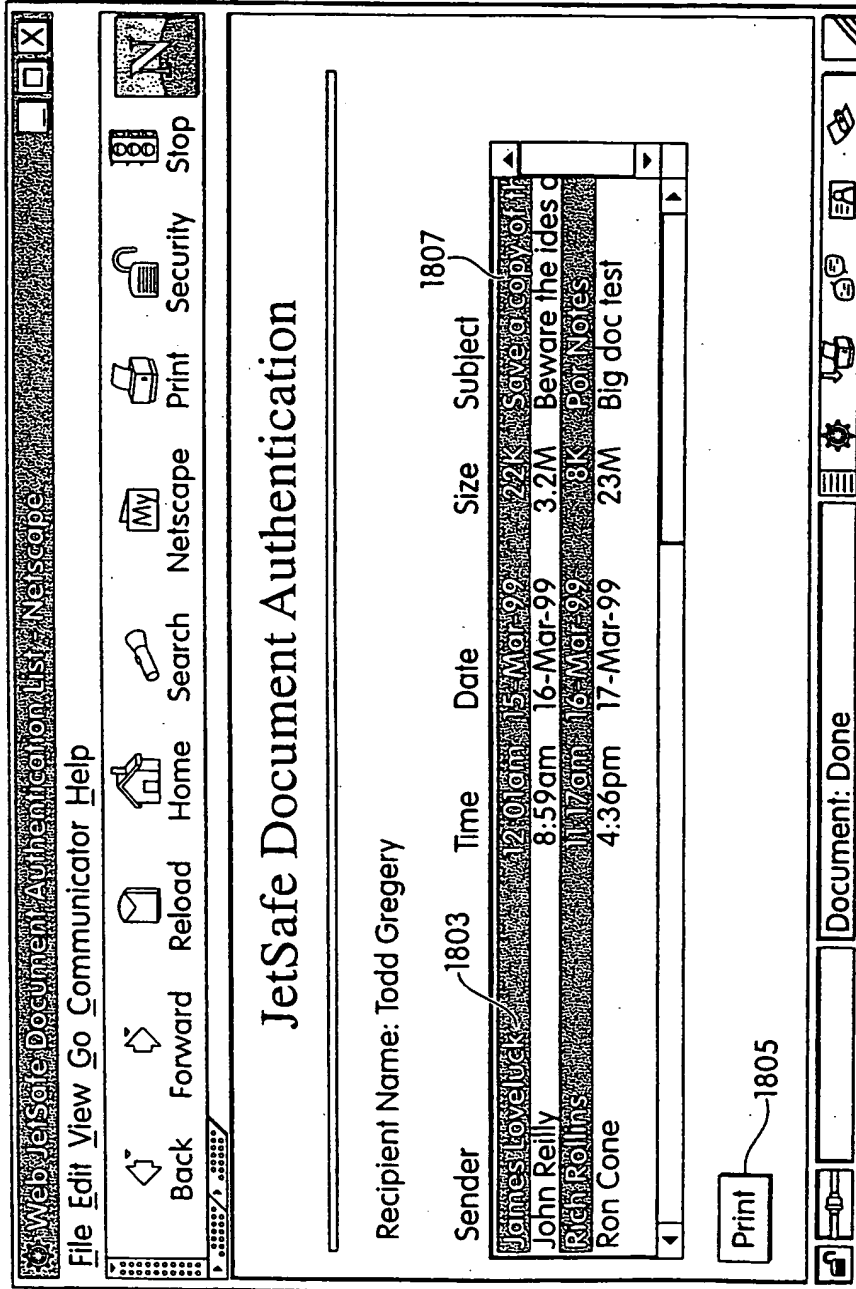 Web JetSafe Document Authentication List - Netscape
File Edit View Go Communicator Help
Back Forward Reload Home Search Netscape Print Security Stop
My
N
JetSafe Document Authentication
Recipient Name: Todd Gregery
Sender Time Date Size Subject
1803
1807
James Loveluck 12:01am 15-Mar-99 22K Save a copy of th
John Reilly 8:59am 16-Mar-99 3.2M Beware the ides o
Rich Rollins 11:17am 16-Mar-99 8K Por Notes
Ron Cone 4:36pm 17-Mar-99 23M Big doc test
Print
1805
Document: Done